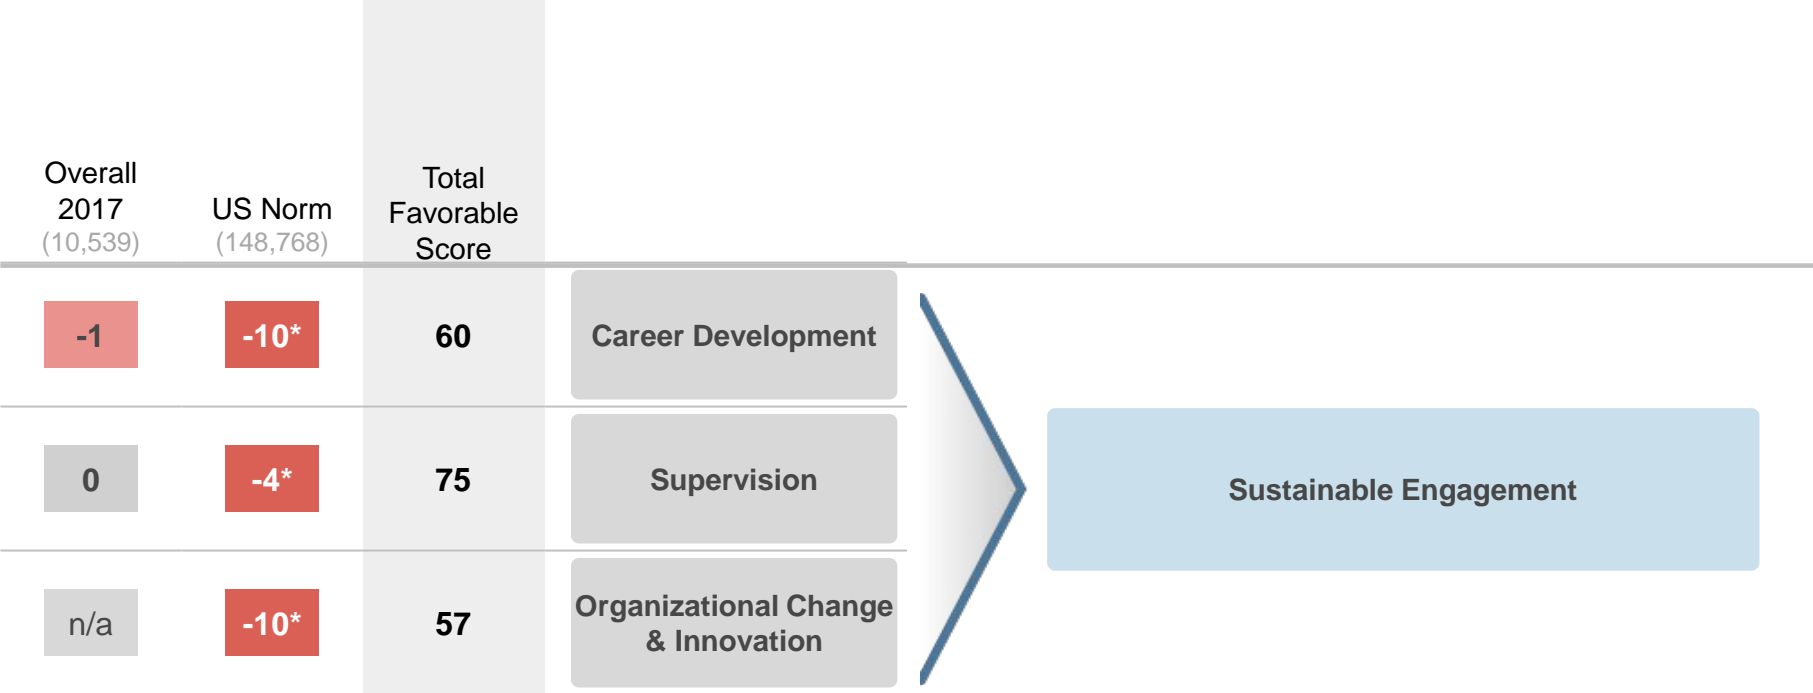 Overall
2017
(10,539)
US Norm
(148,768)
Total
Favorable
Score
-1
-10*
60
Career Development
0
-4*
75
Supervision
Sustainable Engagement
n/a
-10*
57
Organizational Change
& Innovation